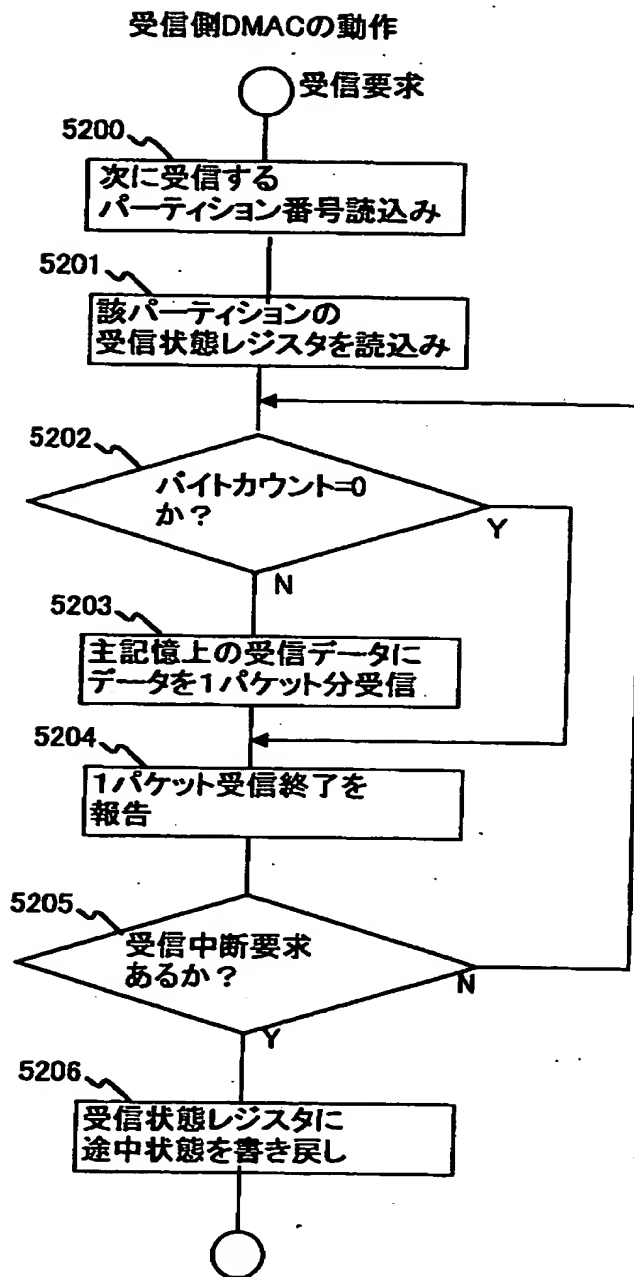 受信側DMACの動作
受信要求
5200
次に受信する
パーティション番号読込み
5201
該パーティションの
受信状態レジスタを読込み
5202
バイトカウント=0
か？
Y
N
5203
主記憶上の受信データに
データを1パケット分受信
5204
1パケット受信終了を
報告
5205
受信中断要求
あるか？
N
Y
5206
受信状態レジスタに
途中状態を書き戻し